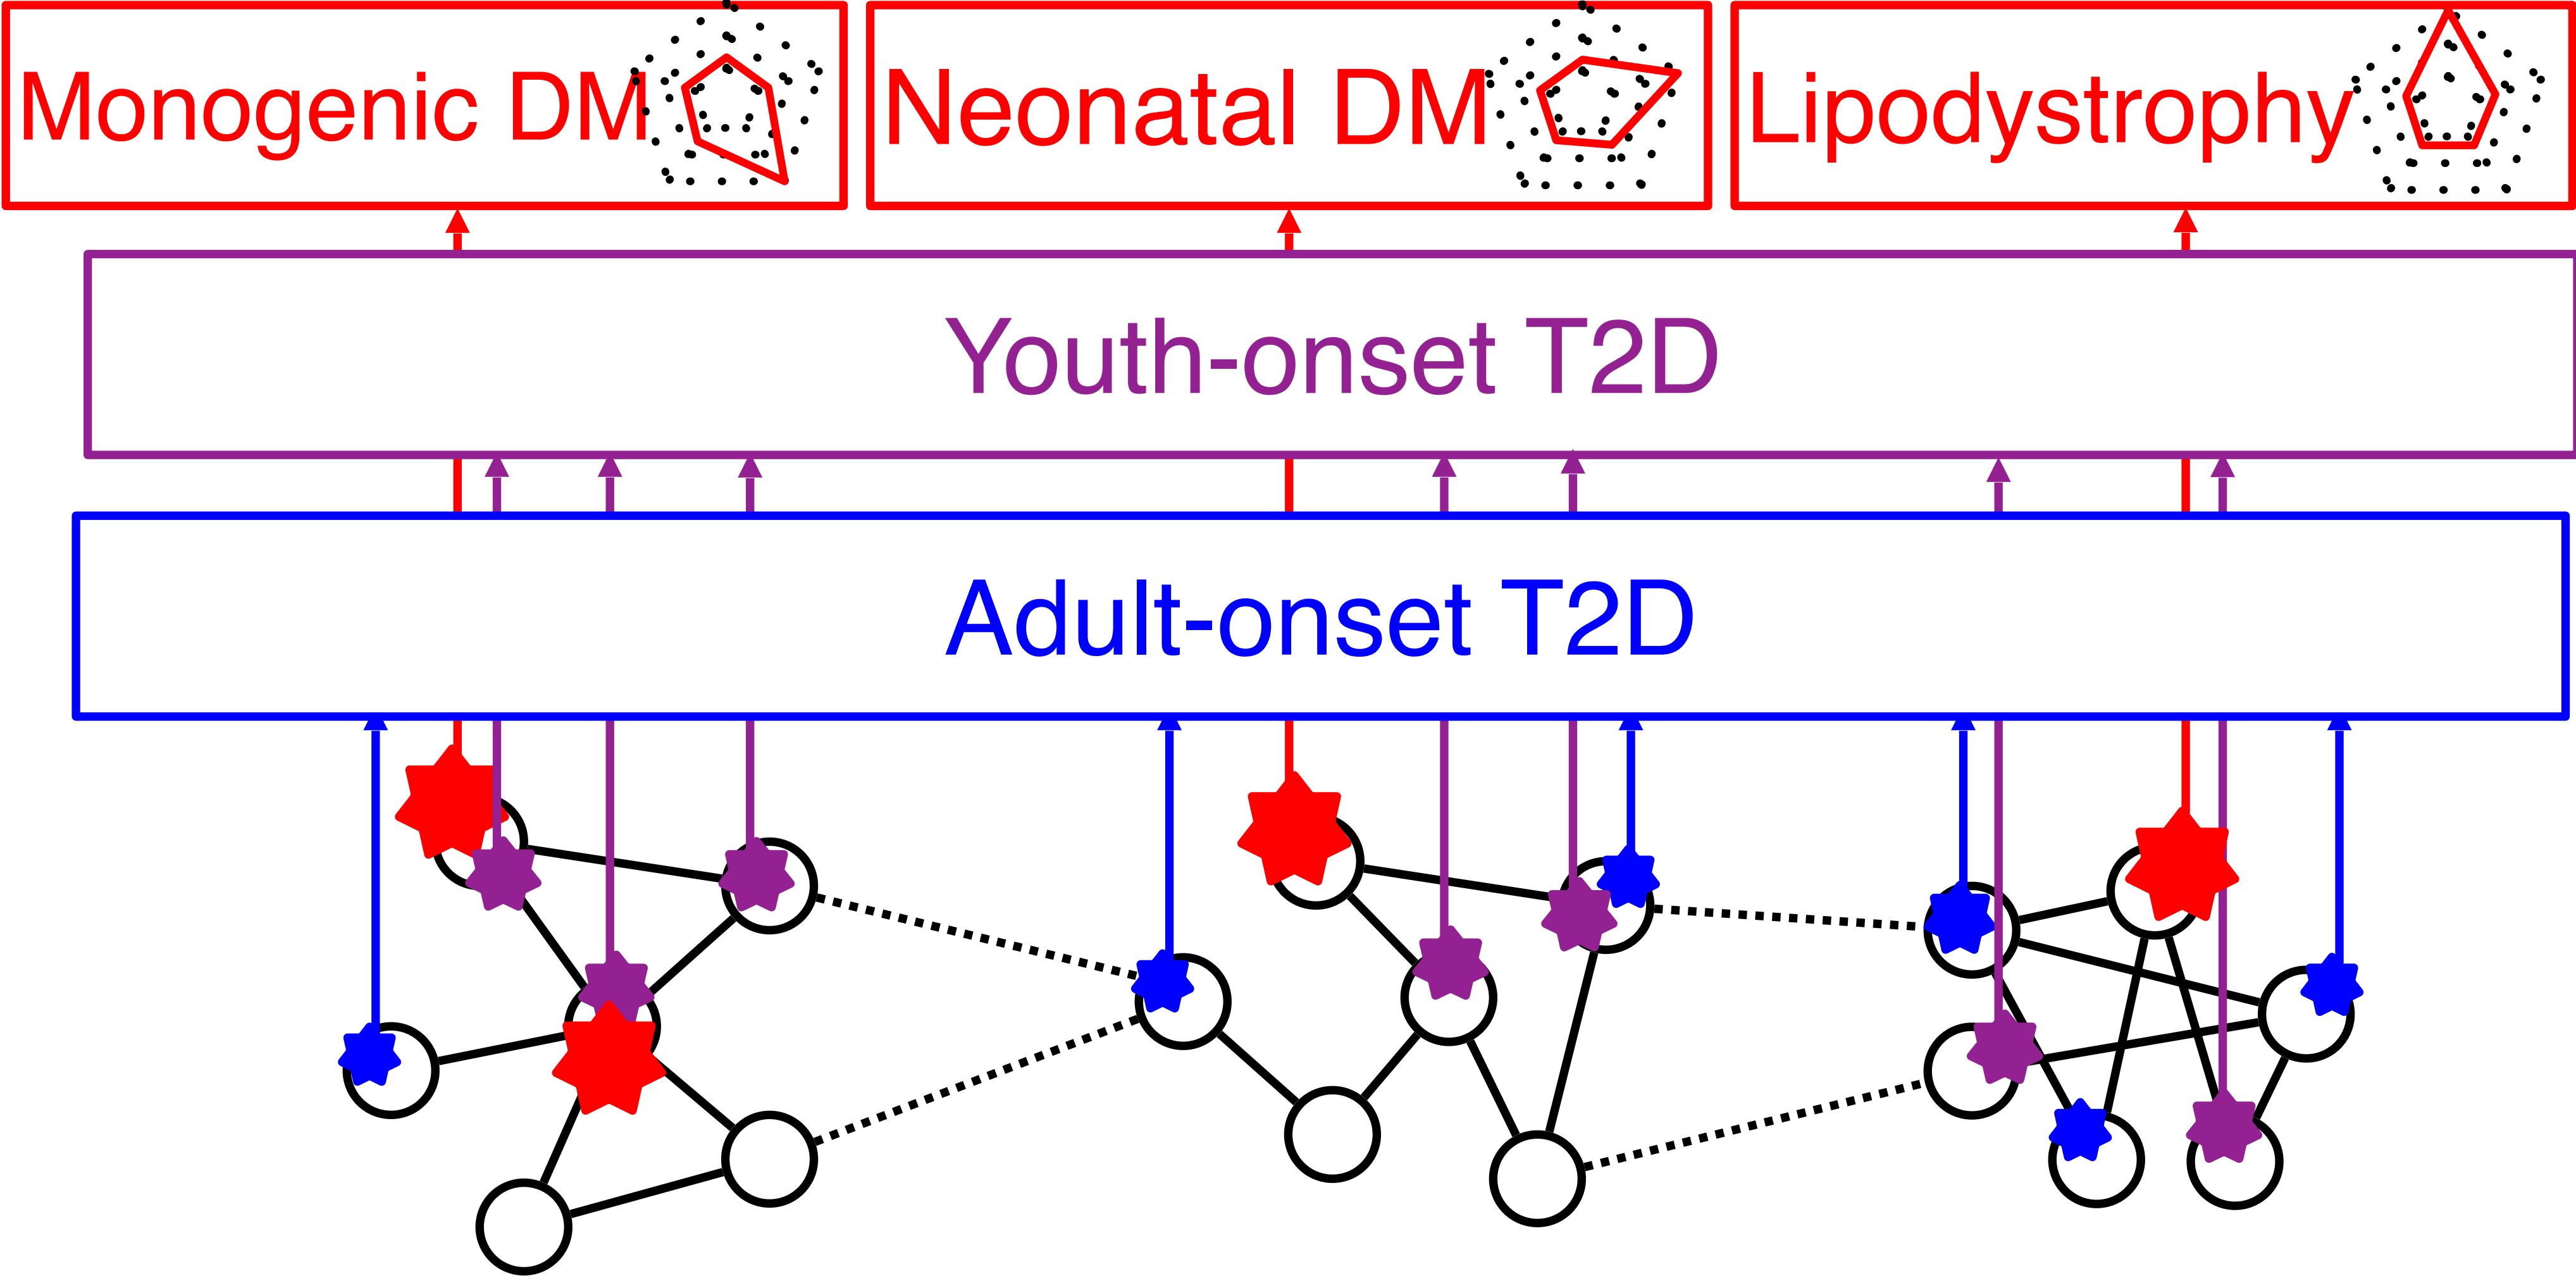 Monogenic DM
Neonatal DM
Lipodystrophy
Youth-onset T2D
Adult-onset T2D